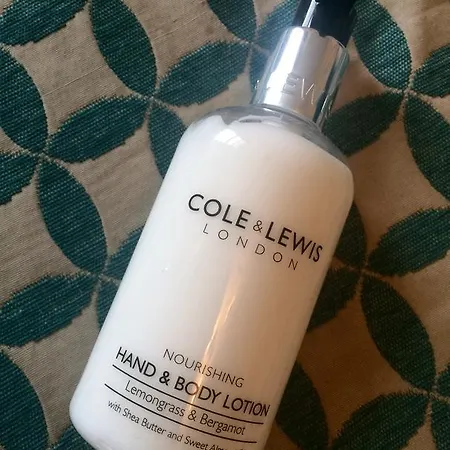 COLE & LEWIS
LONDON
NOURISHING
HAND & BODY LOTION
Lemongrass & Bergamot
with Shea Butter and Sweet